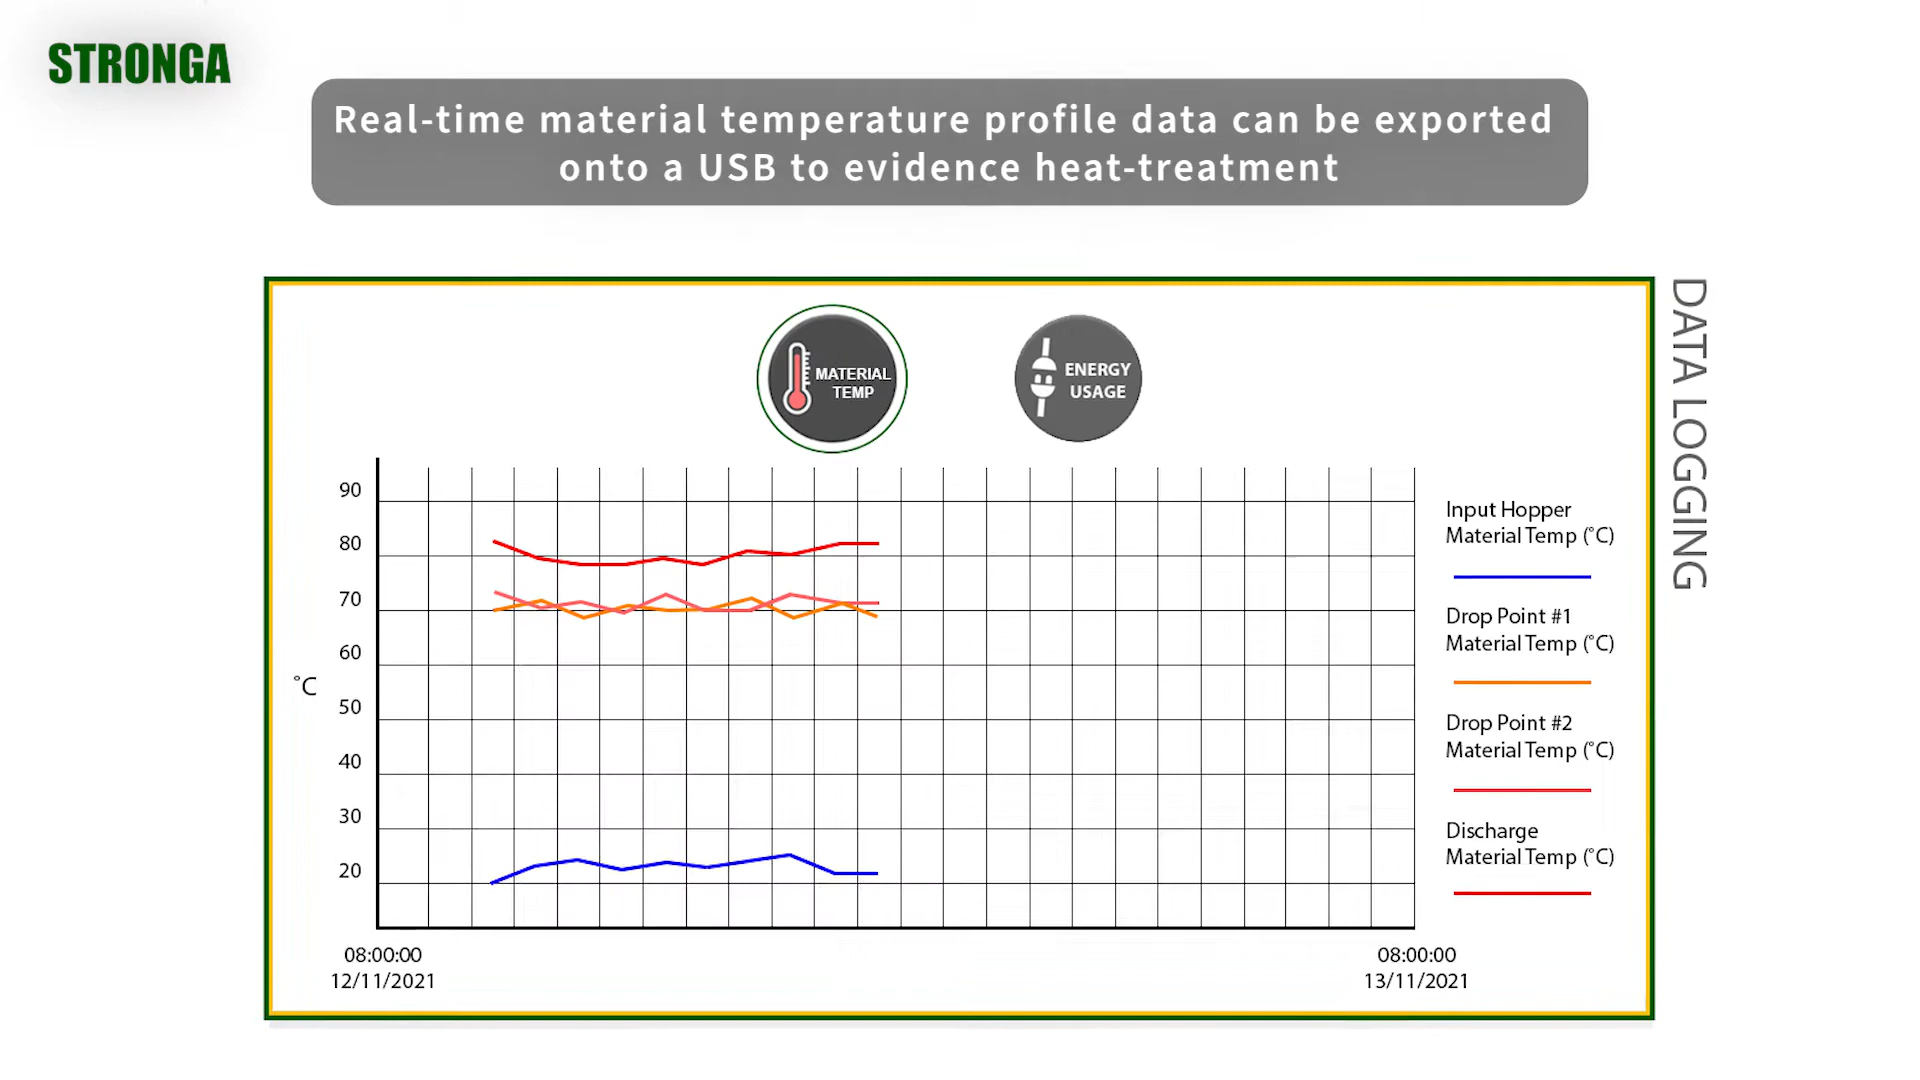 STRONGA
Real-time material temperature profile data can be exported
onto a USB to evidence heat-treatment
DATA LOGGING
MATERIAL
TEMP
ENERGY
USAGE
90
80
70
60
°C
50
40
30
20
Input Hopper
Material Temp (°C)
Drop Point #1
Material Temp (°C)
Drop Point #2
Material Temp (°C)
Discharge
Material Temp (°C)
08:00:00
12/11/2021
08:00:00
13/11/2021